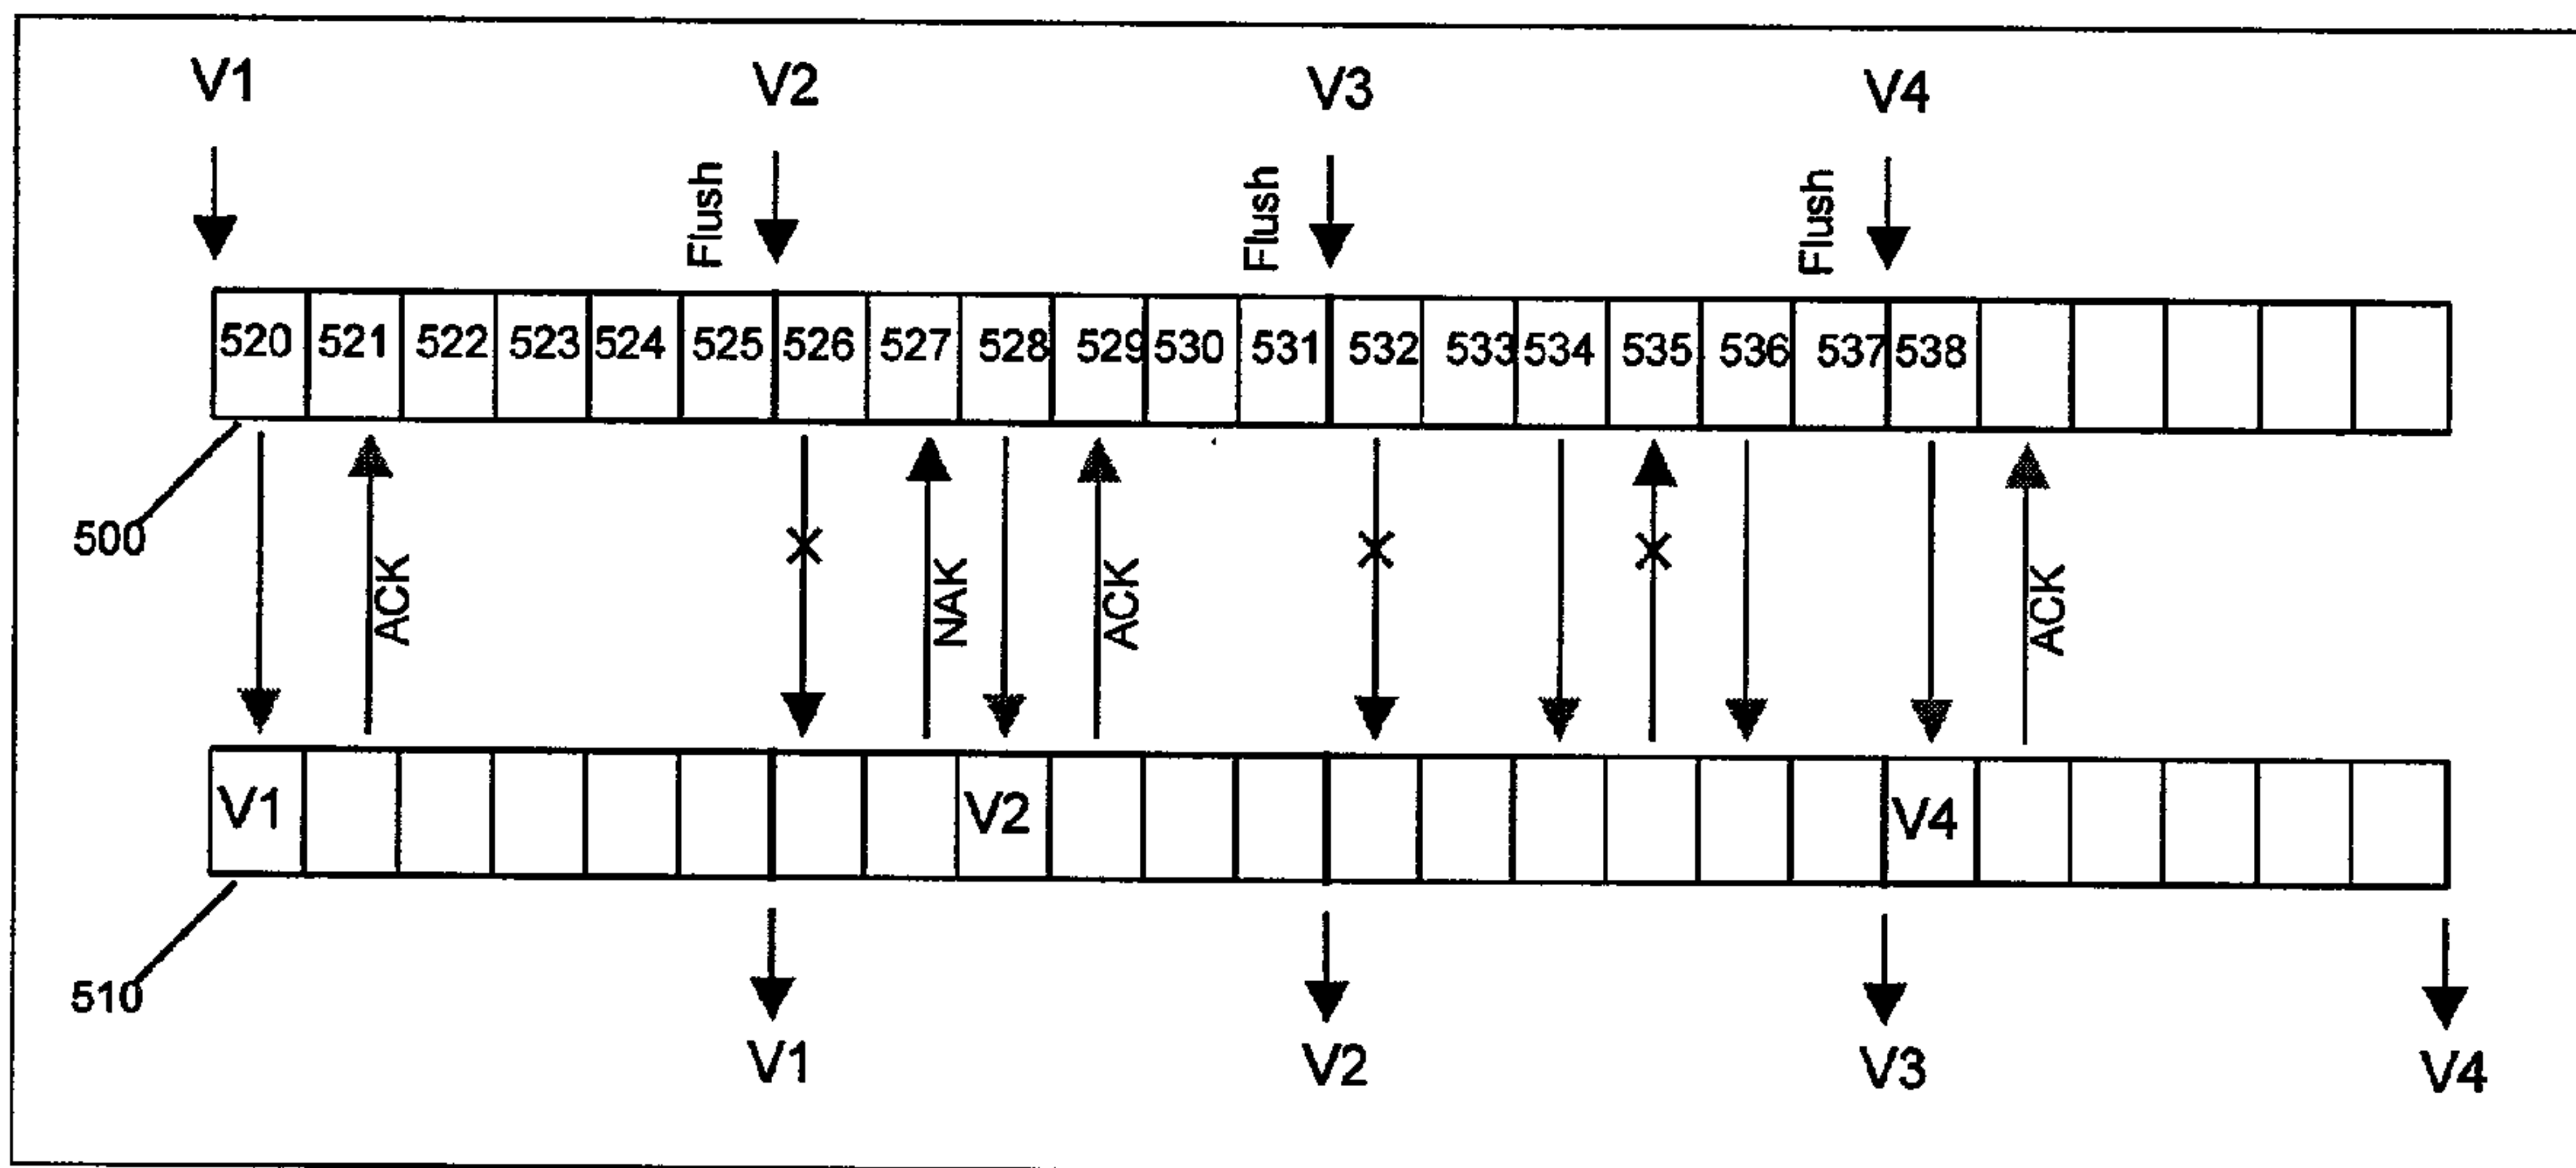 V1 V2 V3 V4
Flush Flush Flush
520 521 522 523 524 525 526 527 528 529 530 531 532 533 534 535 536 537 538
500
ACK NAK ACK ACK
V1 V2 V4
510
V1 V2 V3 V4